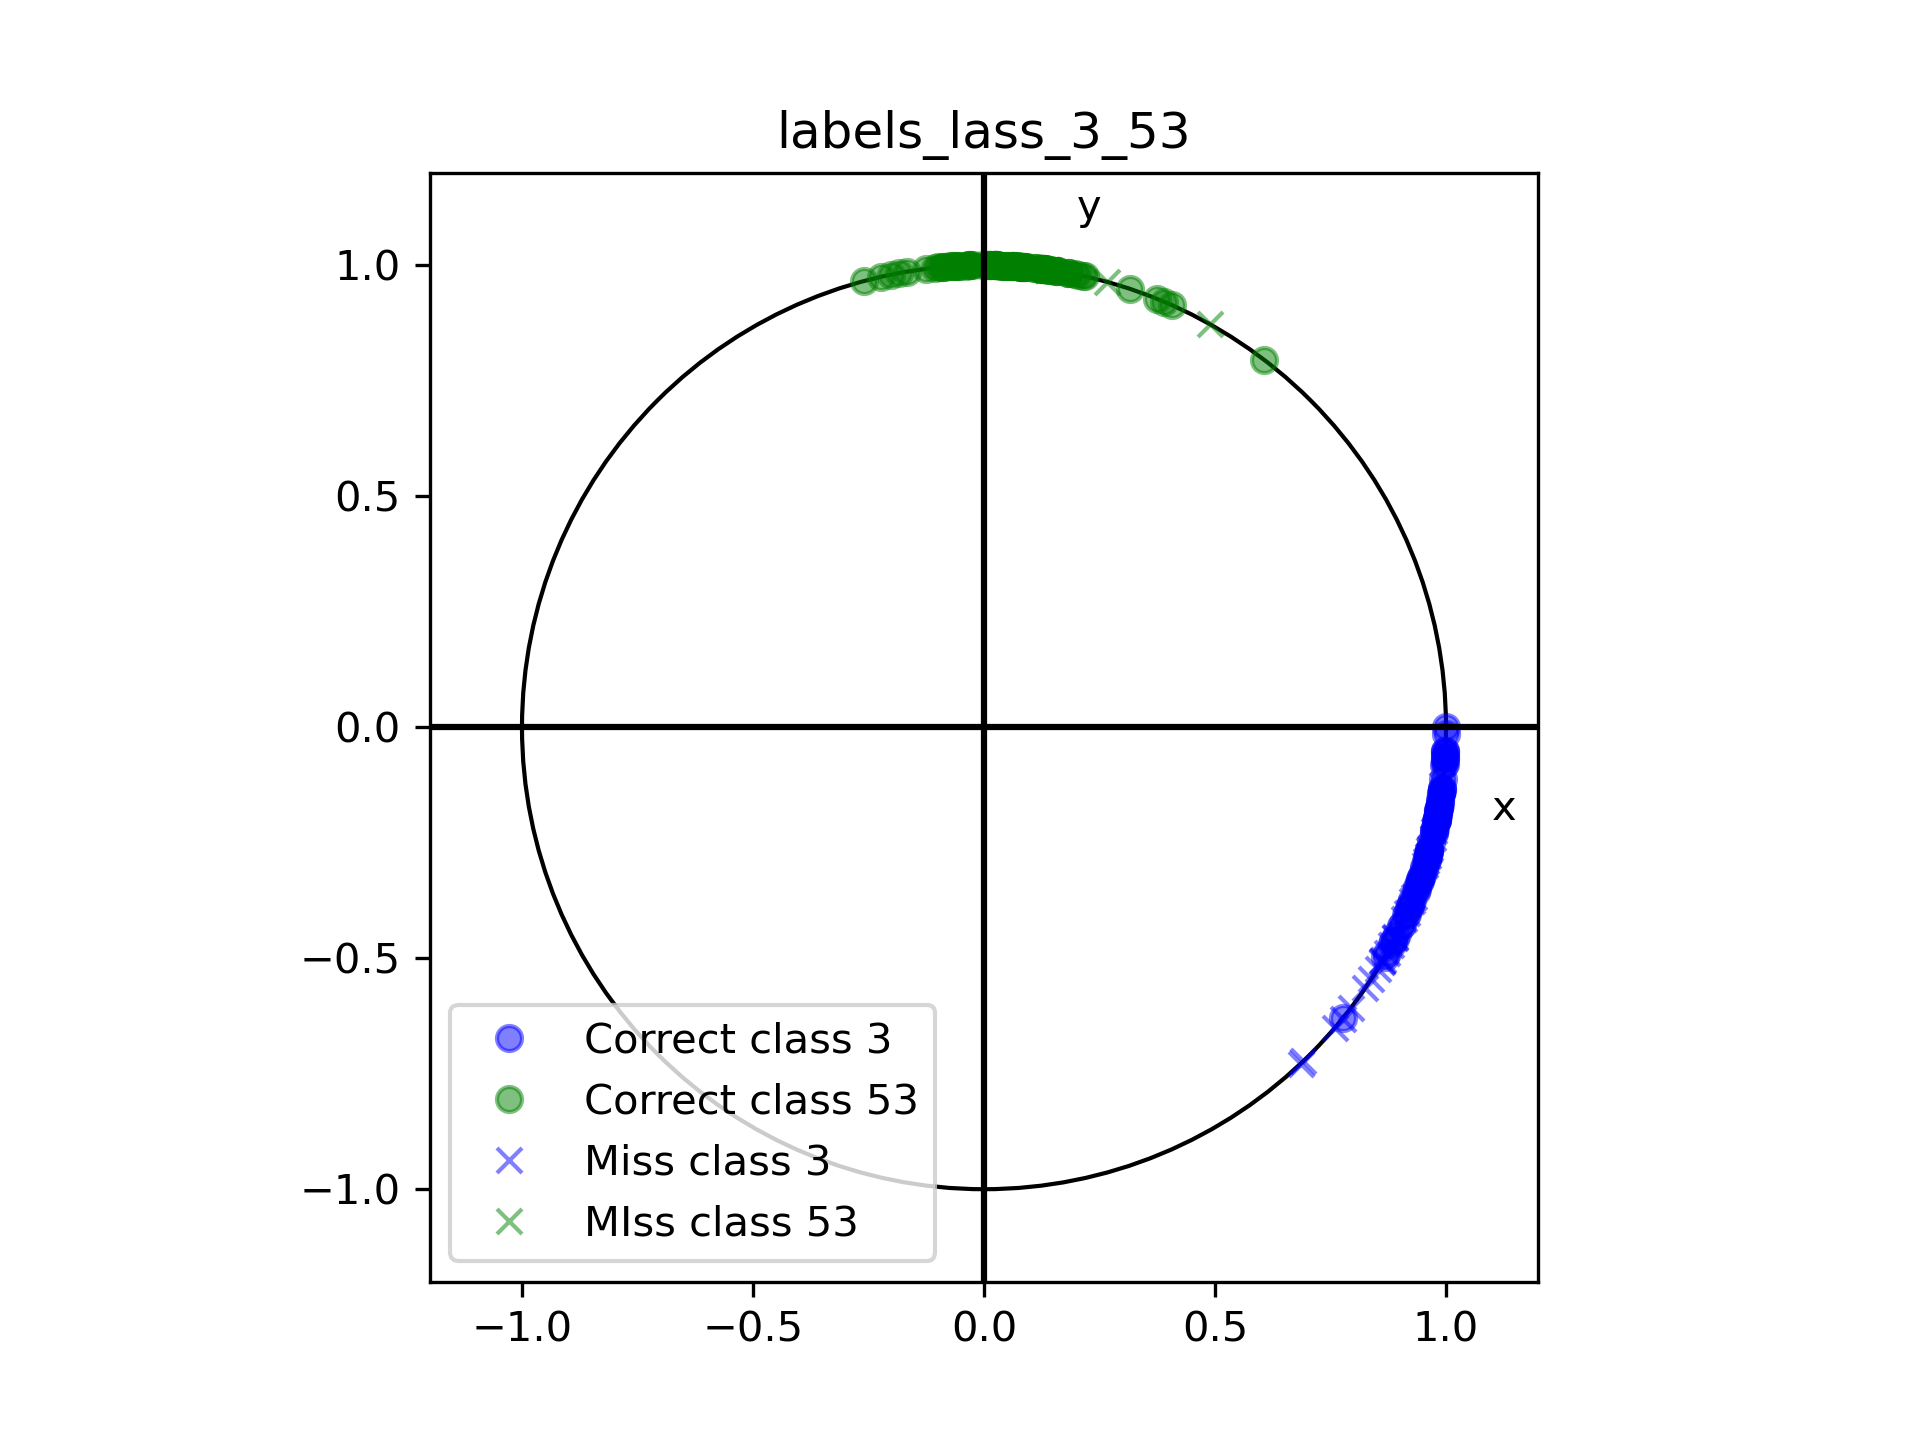 labels_lass_3_53
y
1.0
0.5
0.0
x
−0.5
−1.0
Correct class 3
Correct class 53
Miss class 3
MIss class 53
−1.0 −0.5 0.0 0.5 1.0